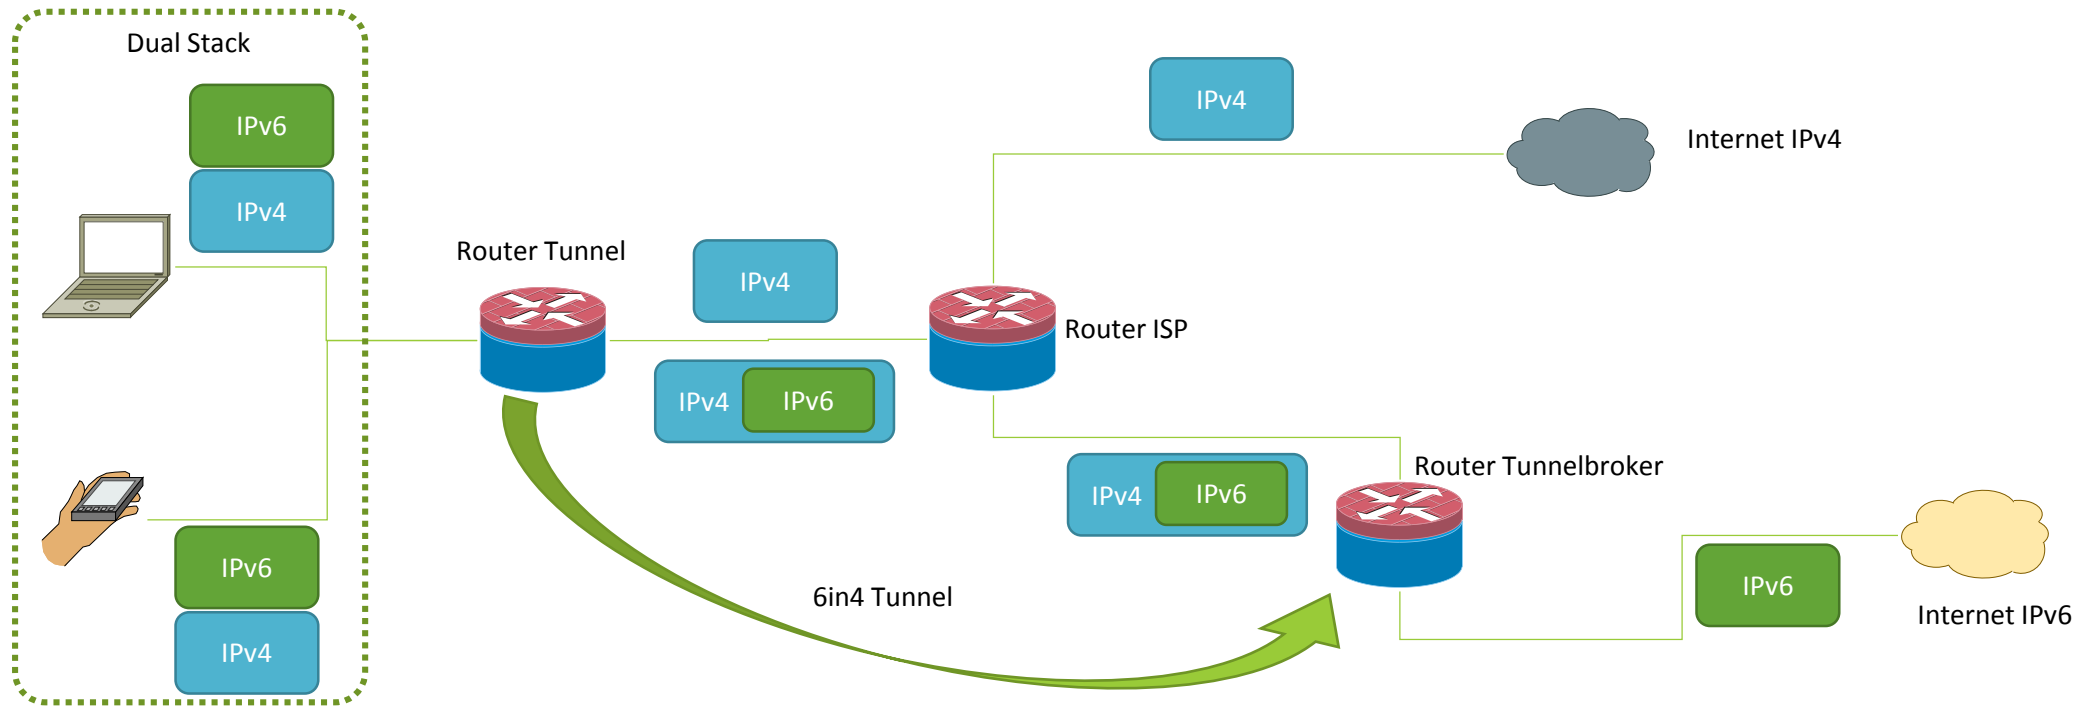 Dual Stack
IPv6
IPv4
IPv6
IPv4
Router Tunnel
IPv4
IPv4 IPv6
Router ISP
IPv4
Internet IPv4
IPv4 IPv6
Router Tunnelbroker
6in4 Tunnel
IPv6
Internet IPv6